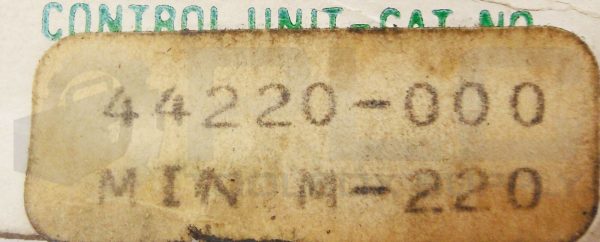 CONTROL UNIT-CAT. NO.
44220-000
MIN M-220